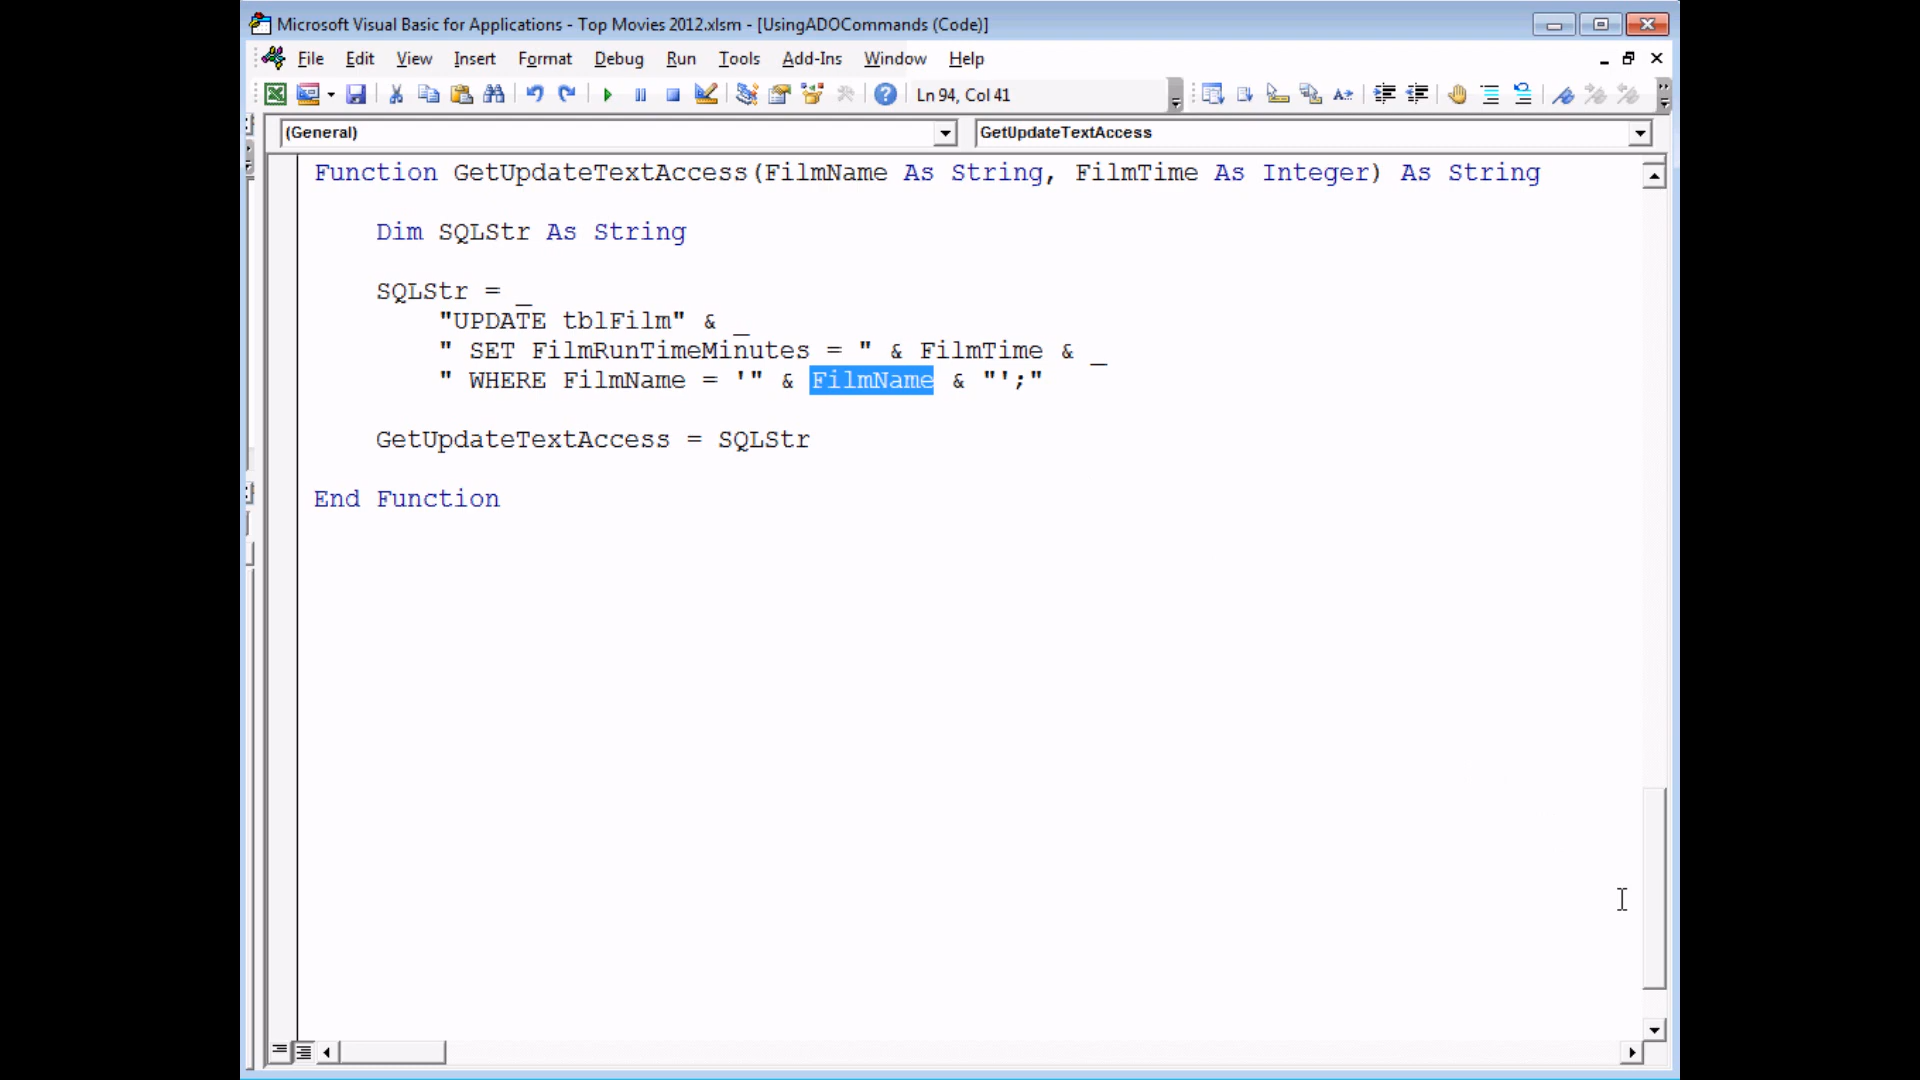 Microsoft Visual Basic for Applications - Top Movies 2012.xlsm - [UsingADOCommands (Code)]
File Edit View Insert Format Debug Run Tools Add-Ins Window Help
Ln 94, Col 41
(General) GetUpdateTextAccess
Function GetUpdateTextAccess(FilmName As String, FilmTime As Integer) As String
Dim SQLStr As String
SQLStr = _
"UPDATE tblFilm" & _
" SET FilmRunTimeMinutes = " & FilmTime & _
" WHERE FilmName = '" & FilmName & "';"
GetUpdateTextAccess = SQLStr
End Function